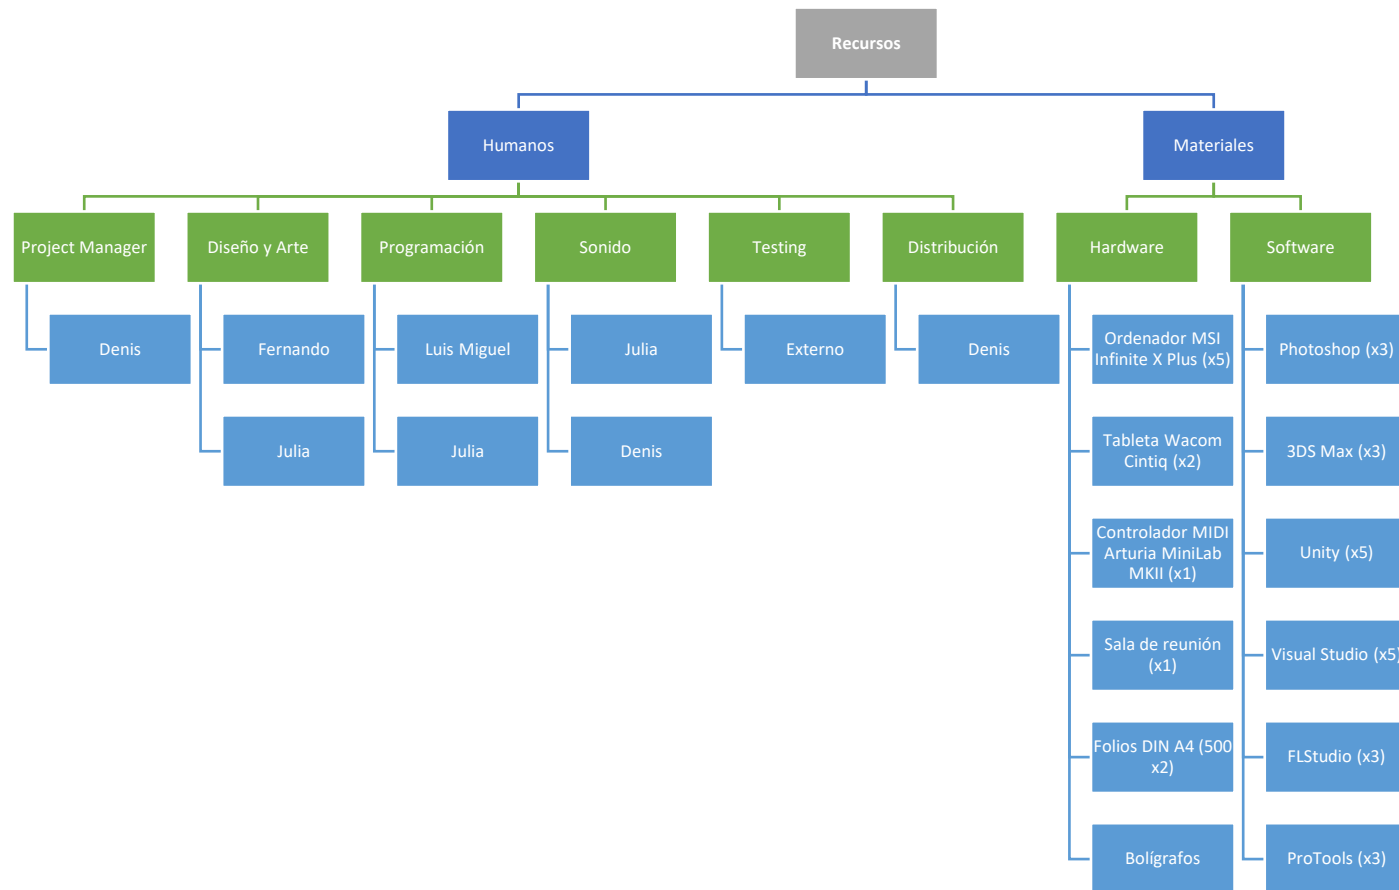 Recursos
Humanos
Materiales
Project Manager
Diseño y Arte
Programación
Sonido
Testing
Distribución
Hardware
Software
Denis
Fernando
Luis Miguel
Julia
Externo
Denis
Ordenador MSI
Infinite X Plus (x5)
Photoshop (x3)
Julia
Julia
Denis
Tableta Wacom
Cintiq (x2)
3DS Max (x3)
Controlador MIDI
Arturia MiniLab
MKII (x1)
Unity (x5)
Sala de reunión
(x1)
Visual Studio (x5)
Folios DIN A4 (500
x2)
FLStudio (x3)
Bolígrafos
ProTools (x3)